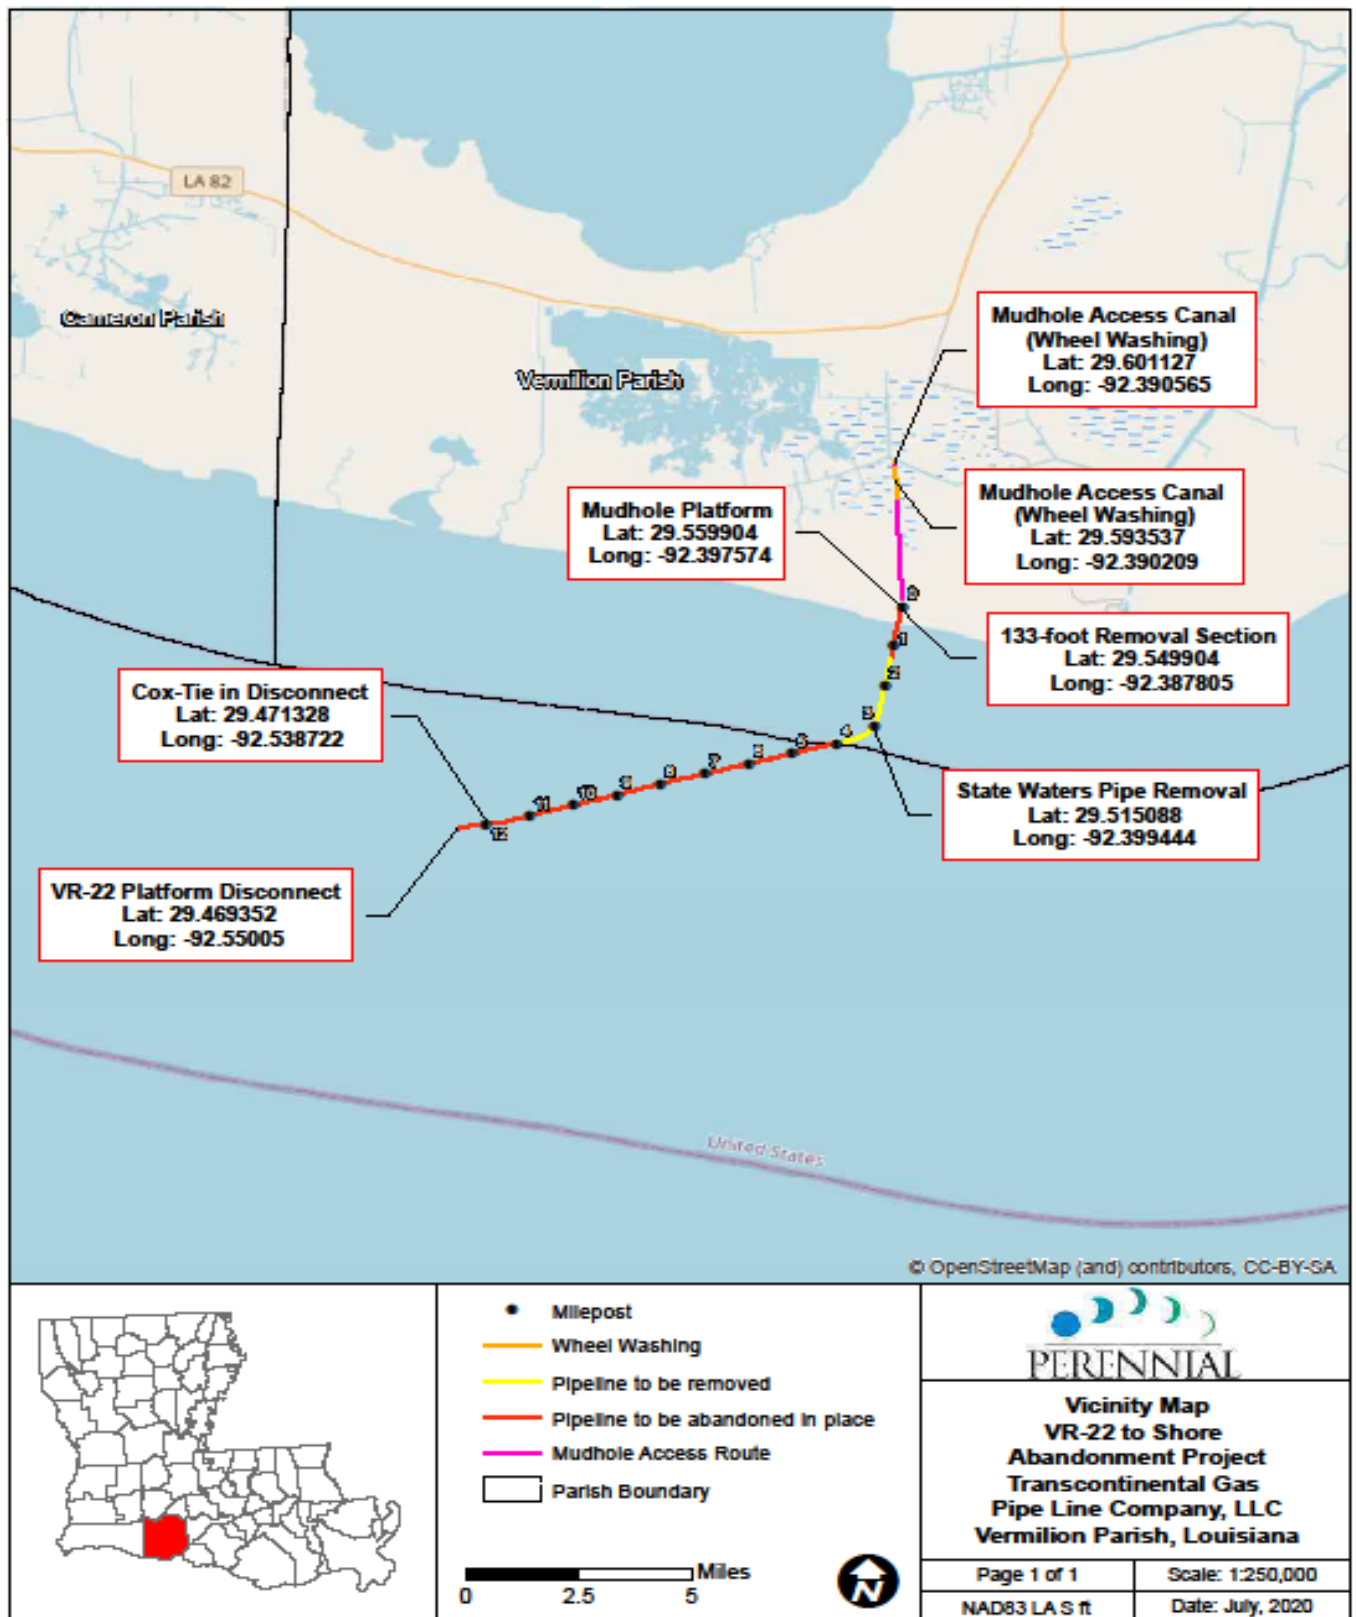 LA 82
Cameron Parish
Vermilion Parish
Mudhole Access Canal
(Wheel Washing)
Lat: 29.601127
Long: -92.390565
Mudhole Access Canal
(Wheel Washing)
Lat: 29.593537
Long: -92.390209
Mudhole Platform
Lat: 29.559904
Long: -92.397574
0
1
2
3
4
5
6
7
8
9
10
11
12
133-foot Removal Section
Lat: 29.549904
Long: -92.387805
Cox-Tie in Disconnect
Lat: 29.471328
Long: -92.538722
State Waters Pipe Removal
Lat: 29.515088
Long: -92.399444
VR-22 Platform Disconnect
Lat: 29.469352
Long: -92.55005
United States
© OpenStreetMap (and) contributors, CC-BY-SA
Milepost
Wheel Washing
Pipeline to be removed
Pipeline to be abandoned in place
Mudhole Access Route
Parish Boundary
Miles
0 2.5 5
N
PERENNIAL
Vicinity Map
VR-22 to Shore
Abandonment Project
Transcontinental Gas
Pipe Line Company, LLC
Vermilion Parish, Louisiana
Page 1 of 1
Scale: 1:250,000
NAD83 LA S ft
Date: July, 2020